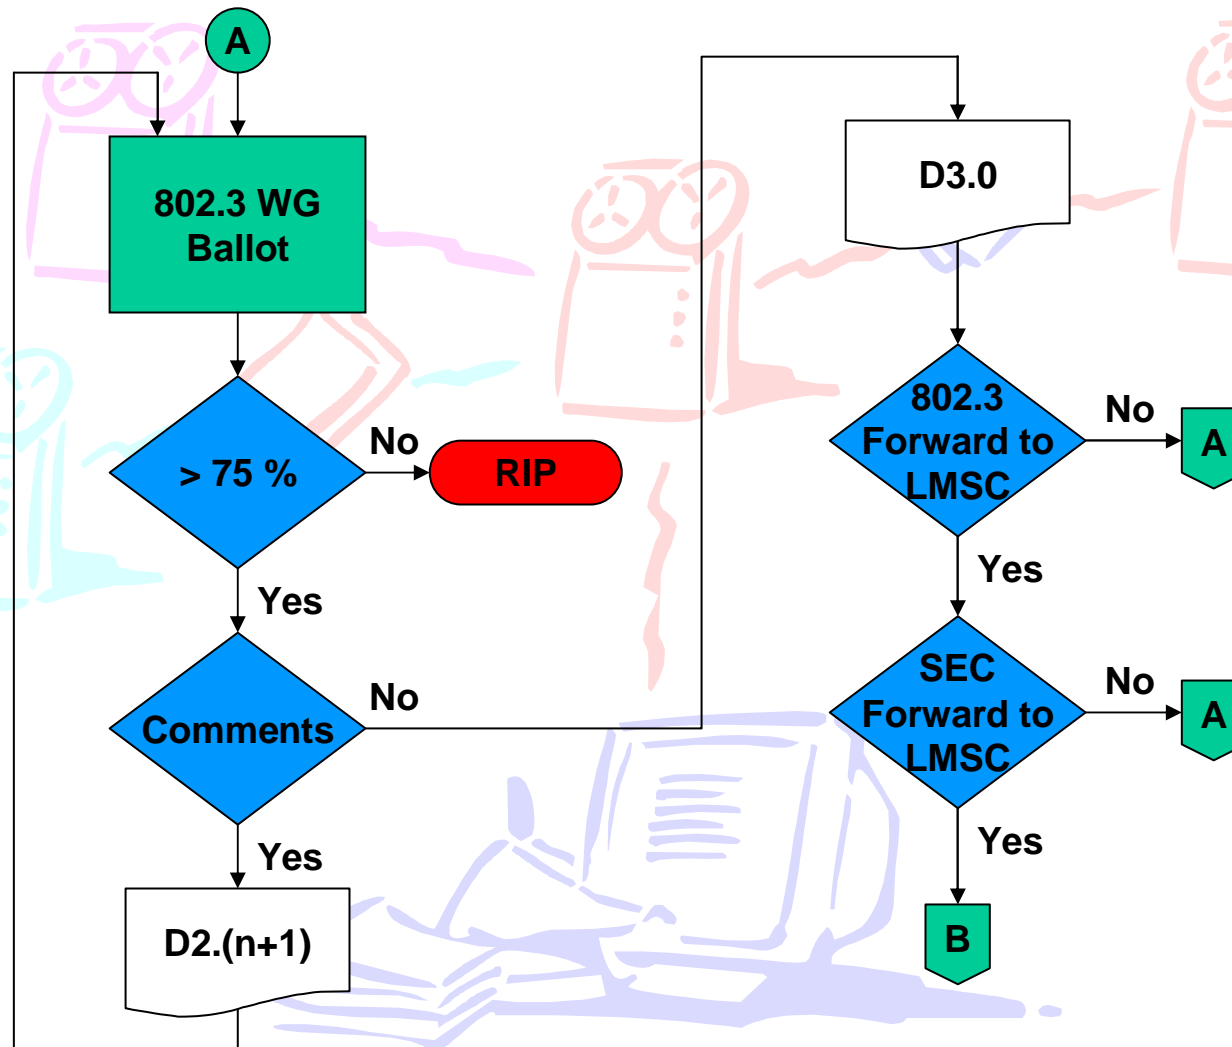 A
802.3 WG
Ballot
> 75 %
No
RIP
Yes
Comments
No
Yes
D2.(n+1)
D3.0
802.3
Forward to
LMSC
No
A
Yes
SEC
Forward to
LMSC
No
A
Yes
B